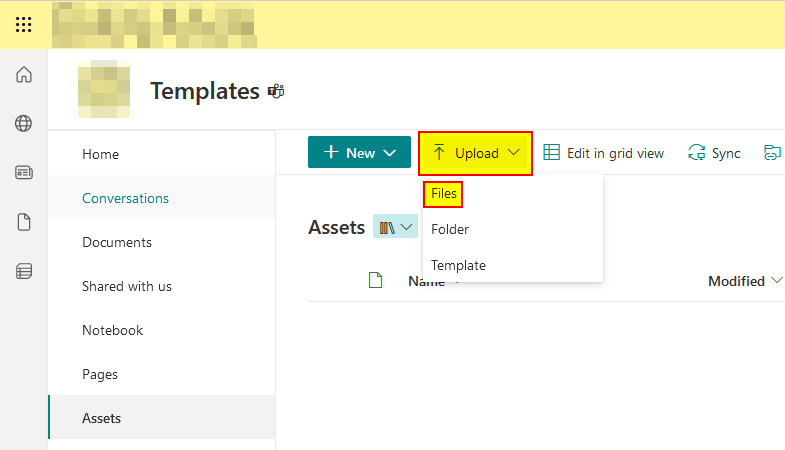 Templates
Home
Conversations
Documents
Shared with us
Notebook
Pages
Assets
New
Upload
Edit in grid view
Sync
Files
Folder
Template
Assets
Name
Modified